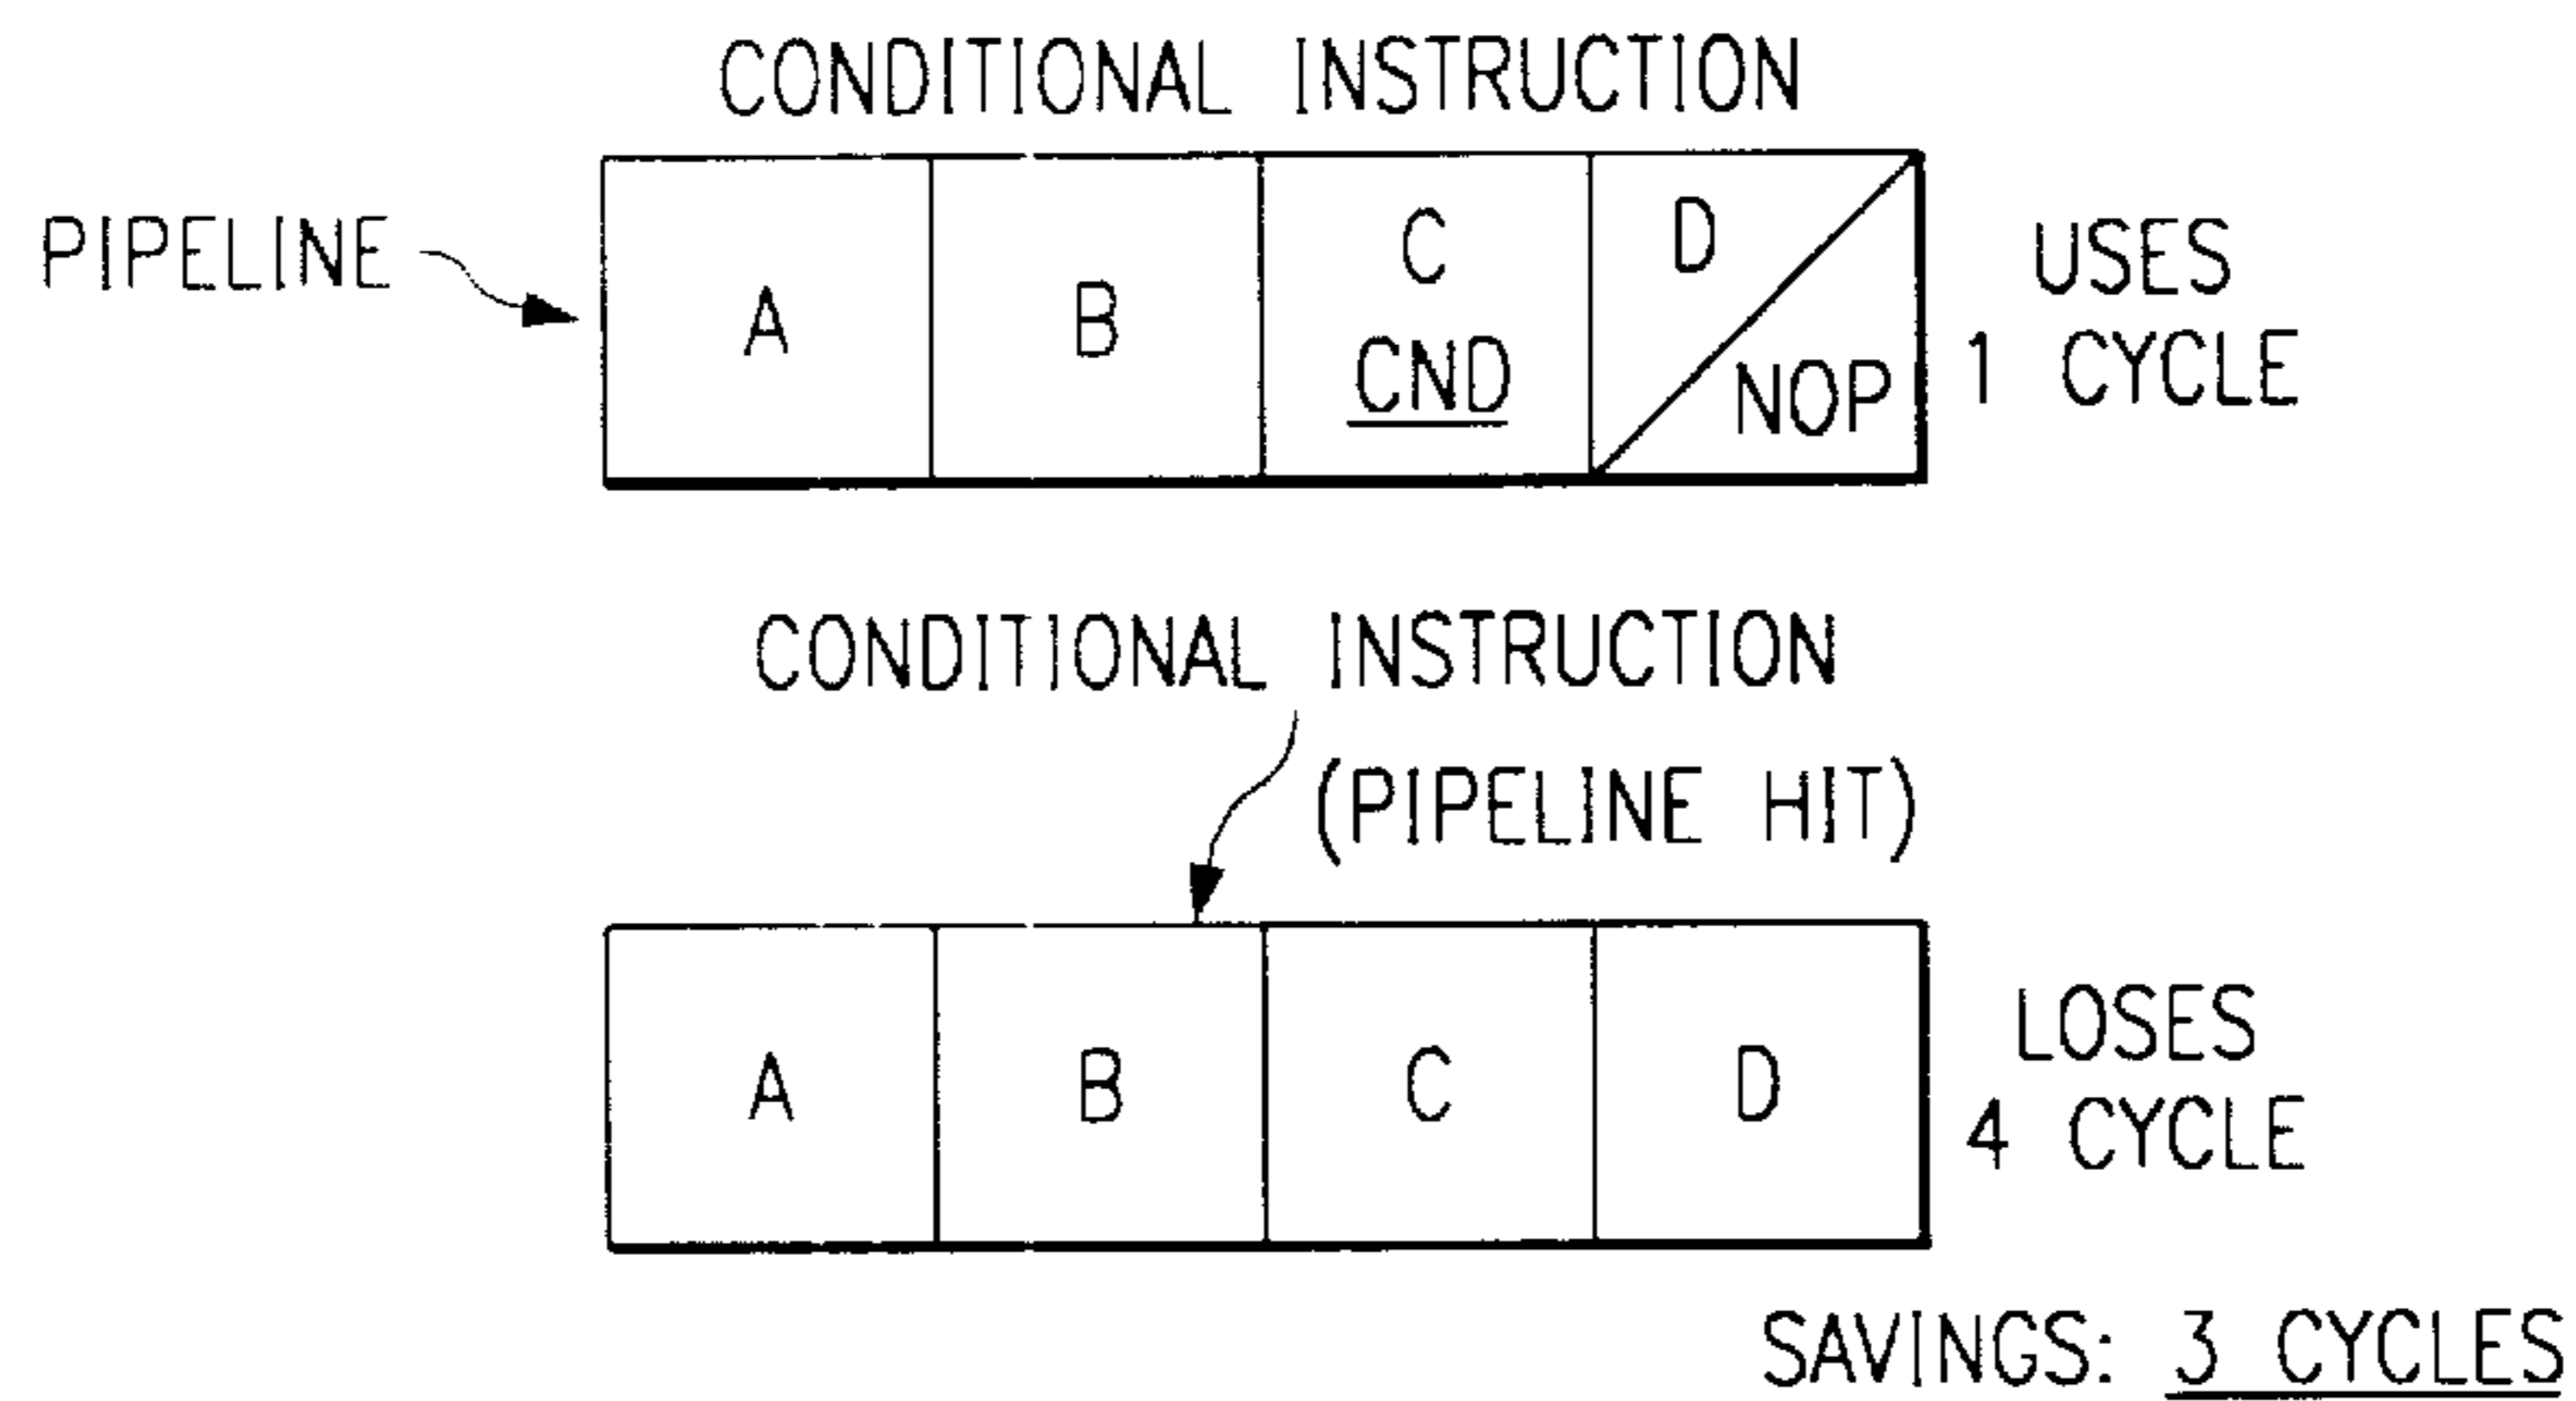 CONDITIONAL INSTRUCTION
PIPELINE
A
B
C
CND
D
NOP
USES
1 CYCLE
CONDITIONAL INSTRUCTION
(PIPELINE HIT)
A
B
C
D
LOSES
4 CYCLE
SAVINGS: 3 CYCLES